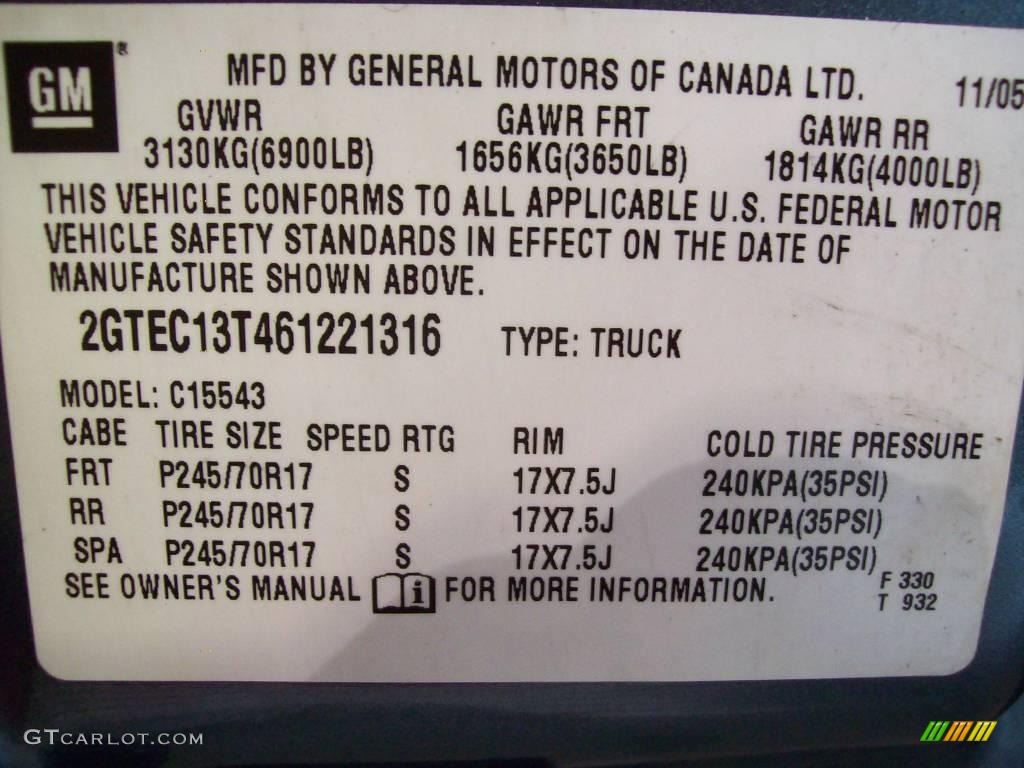 GM ®
MFD BY GENERAL MOTORS OF CANADA LTD. 11/05
GVWR GAWR FRT GAWR RR
3130KG(6900LB) 1656KG(3650LB) 1814KG(4000LB)
THIS VEHICLE CONFORMS TO ALL APPLICABLE U.S. FEDERAL MOTOR
VEHICLE SAFETY STANDARDS IN EFFECT ON THE DATE OF
MANUFACTURE SHOWN ABOVE.
2GTEC13T461221316 TYPE: TRUCK
MODEL: C15543
CABE TIRE SIZE SPEED RTG RIM COLD TIRE PRESSURE
FRT P245/70R17 S 17X7.5J 240KPA(35PSI)
RR P245/70R17 S 17X7.5J 240KPA(35PSI)
SPA P245/70R17 S 17X7.5J 240KPA(35PSI)
SEE OWNER'S MANUAL i FOR MORE INFORMATION.
F 330
T 932
GTCARLOT.COM